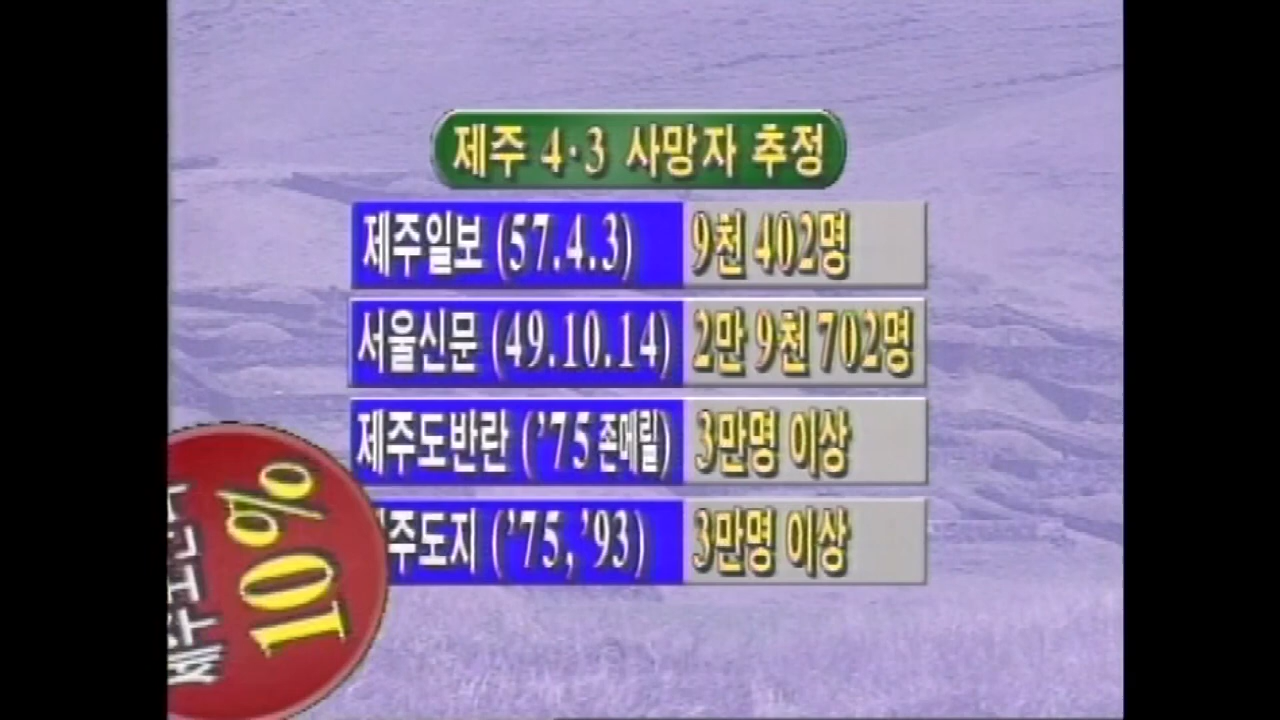 제주 4·3 사망자 추정
제주일보 (57.4.3) 9천 402명
서울신문 (49.10.14) 2만 9천 702명
제주도반란 ('75 존메릴) 3만명 이상
주도지 ('75, '93) 3만명 이상
10%